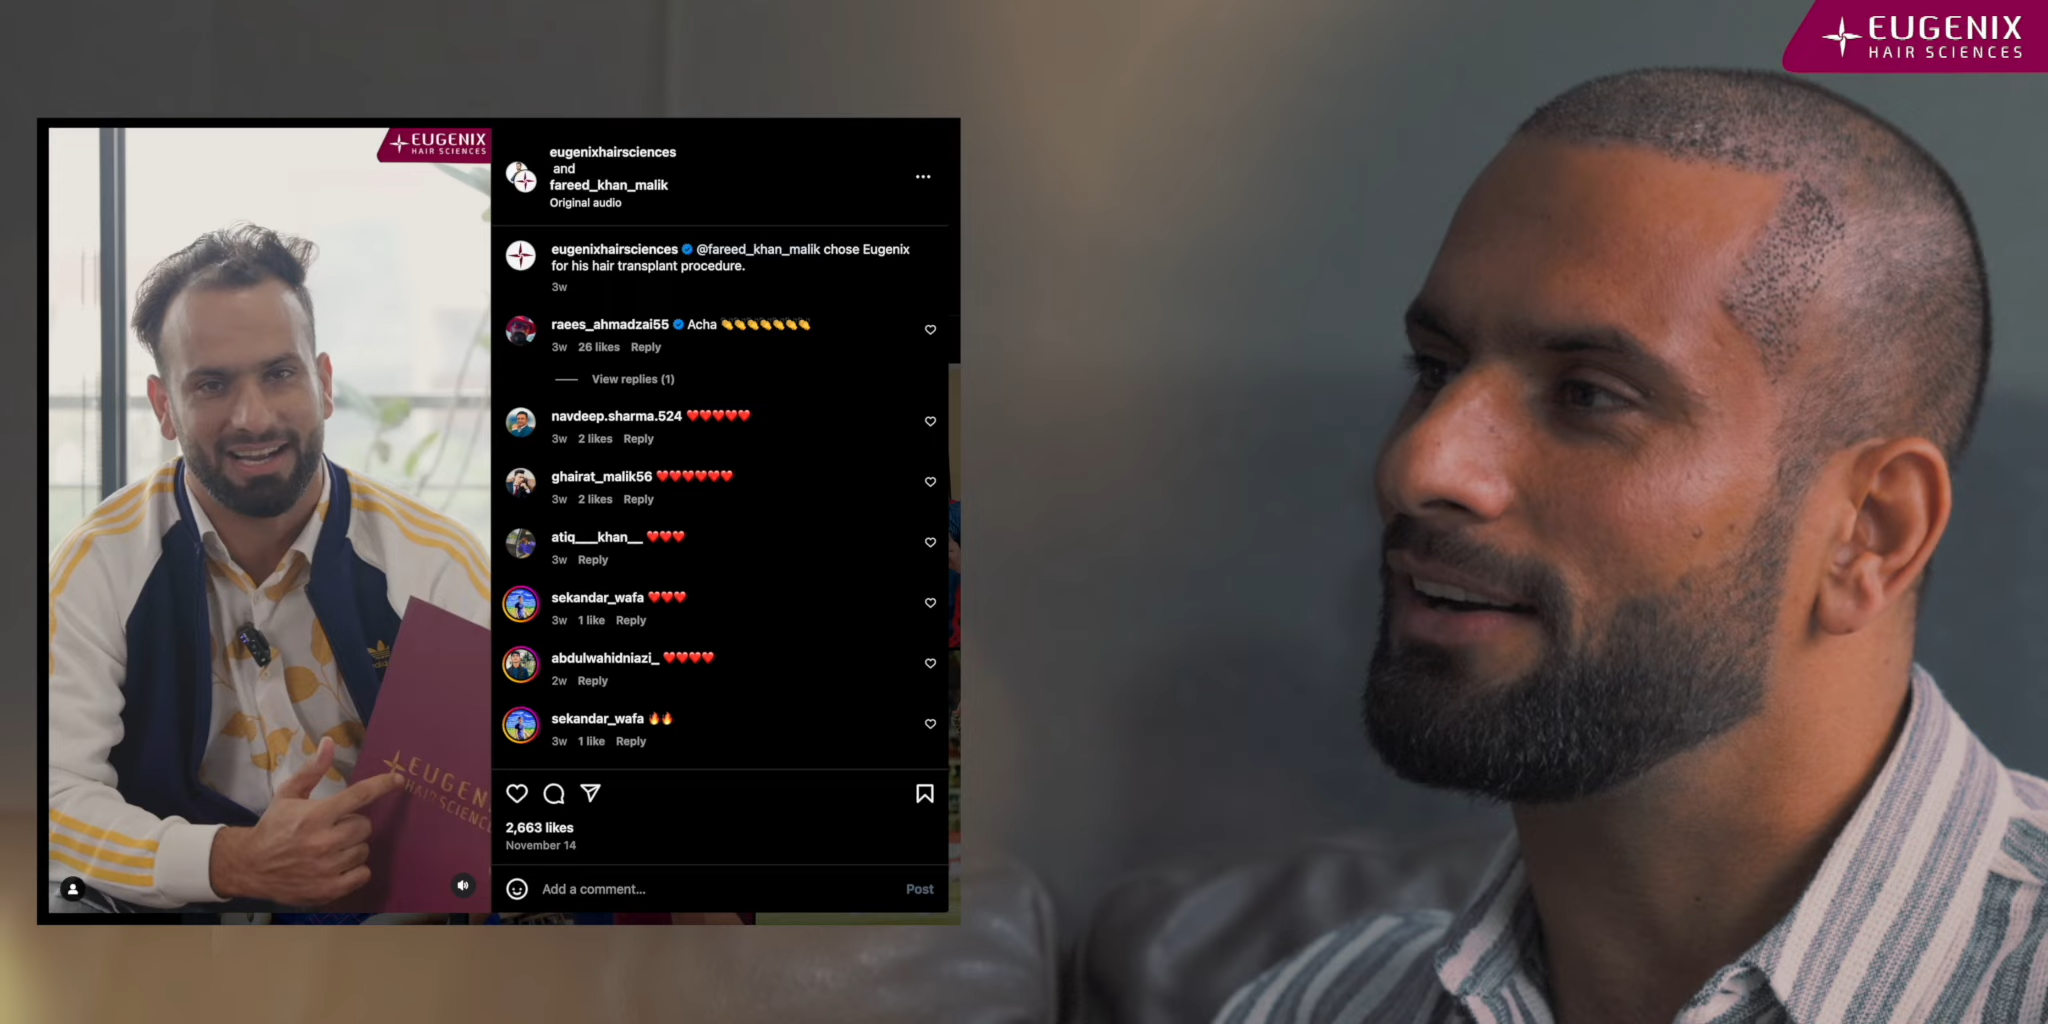 EUGENIX
HAIR SCIENCES
EUGENIX
HAIR SCIENCES
eugenixhairsciences
and
fareed_khan_malik
Original audio
eugenixhairsciences @fareed_khan_malik chose Eugenix
for his hair transplant procedure.
3w
raees_ahmadzai55 Acha 👏👏👏👏👏👏👏
3w 26 likes Reply
View replies (1)
navdeep.sharma.524 ❤️❤️❤️❤️❤️
3w 2 likes Reply
ghairat_malik56 ❤️❤️❤️❤️❤️❤️
3w 2 likes Reply
atiq___khan__ ❤️❤️❤️
3w Reply
sekandar_wafa ❤️❤️❤️
3w 1 like Reply
abdulwahidniazi_ ❤️❤️❤️❤️
2w Reply
sekandar_wafa 🔥🔥
3w 1 like Reply
2,663 likes
November 14
Add a comment...
Post
EUGEN
HAIR SCIENC